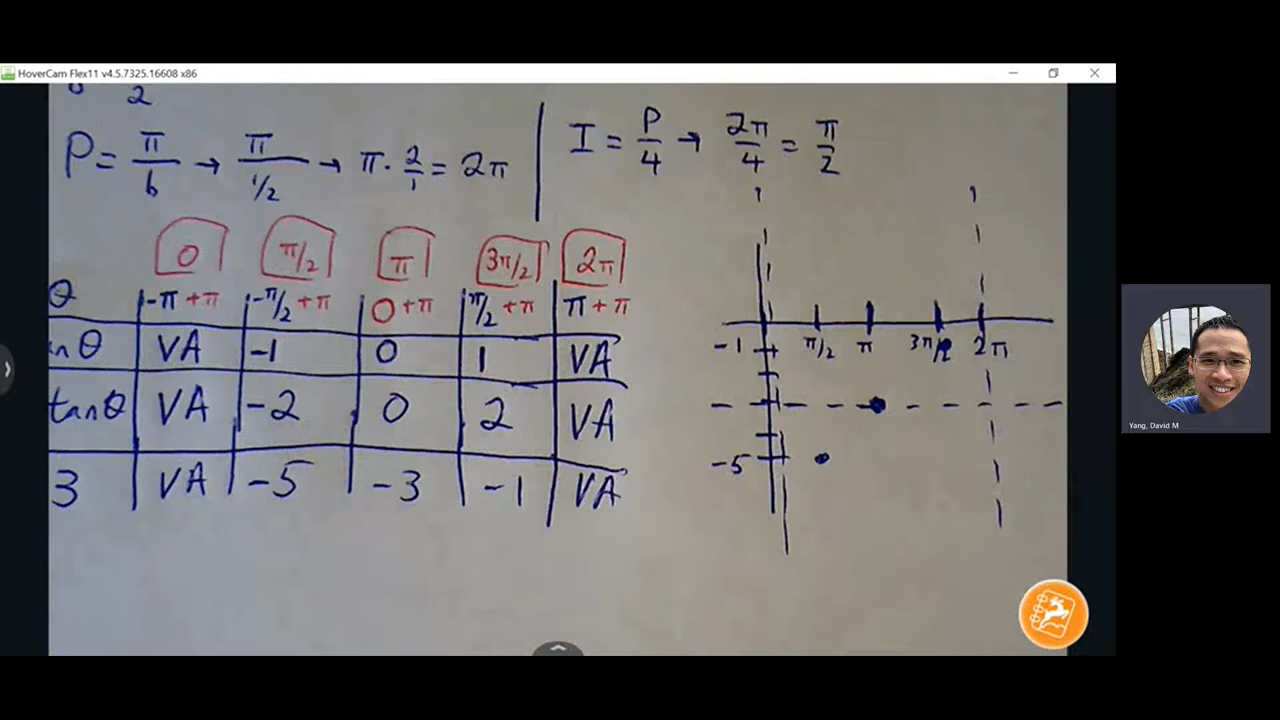 HoverCam Flex11 v4.5.7325.16608 x86
2
P = π/b → π/1/2 → π · 2/1 = 2π
I = P/4 → 2π/4 = π/2
0 π/2 π 3π/2 2π
θ -π +π -π/2 +π 0 +π π/2 +π π + π
n θ VA -1 0 1 VA
tanθ VA -2 0 2 VA
3 VA -5 -3 -1 VA
-1 π/2 π 3π/2 2π
-5
Yang, David M